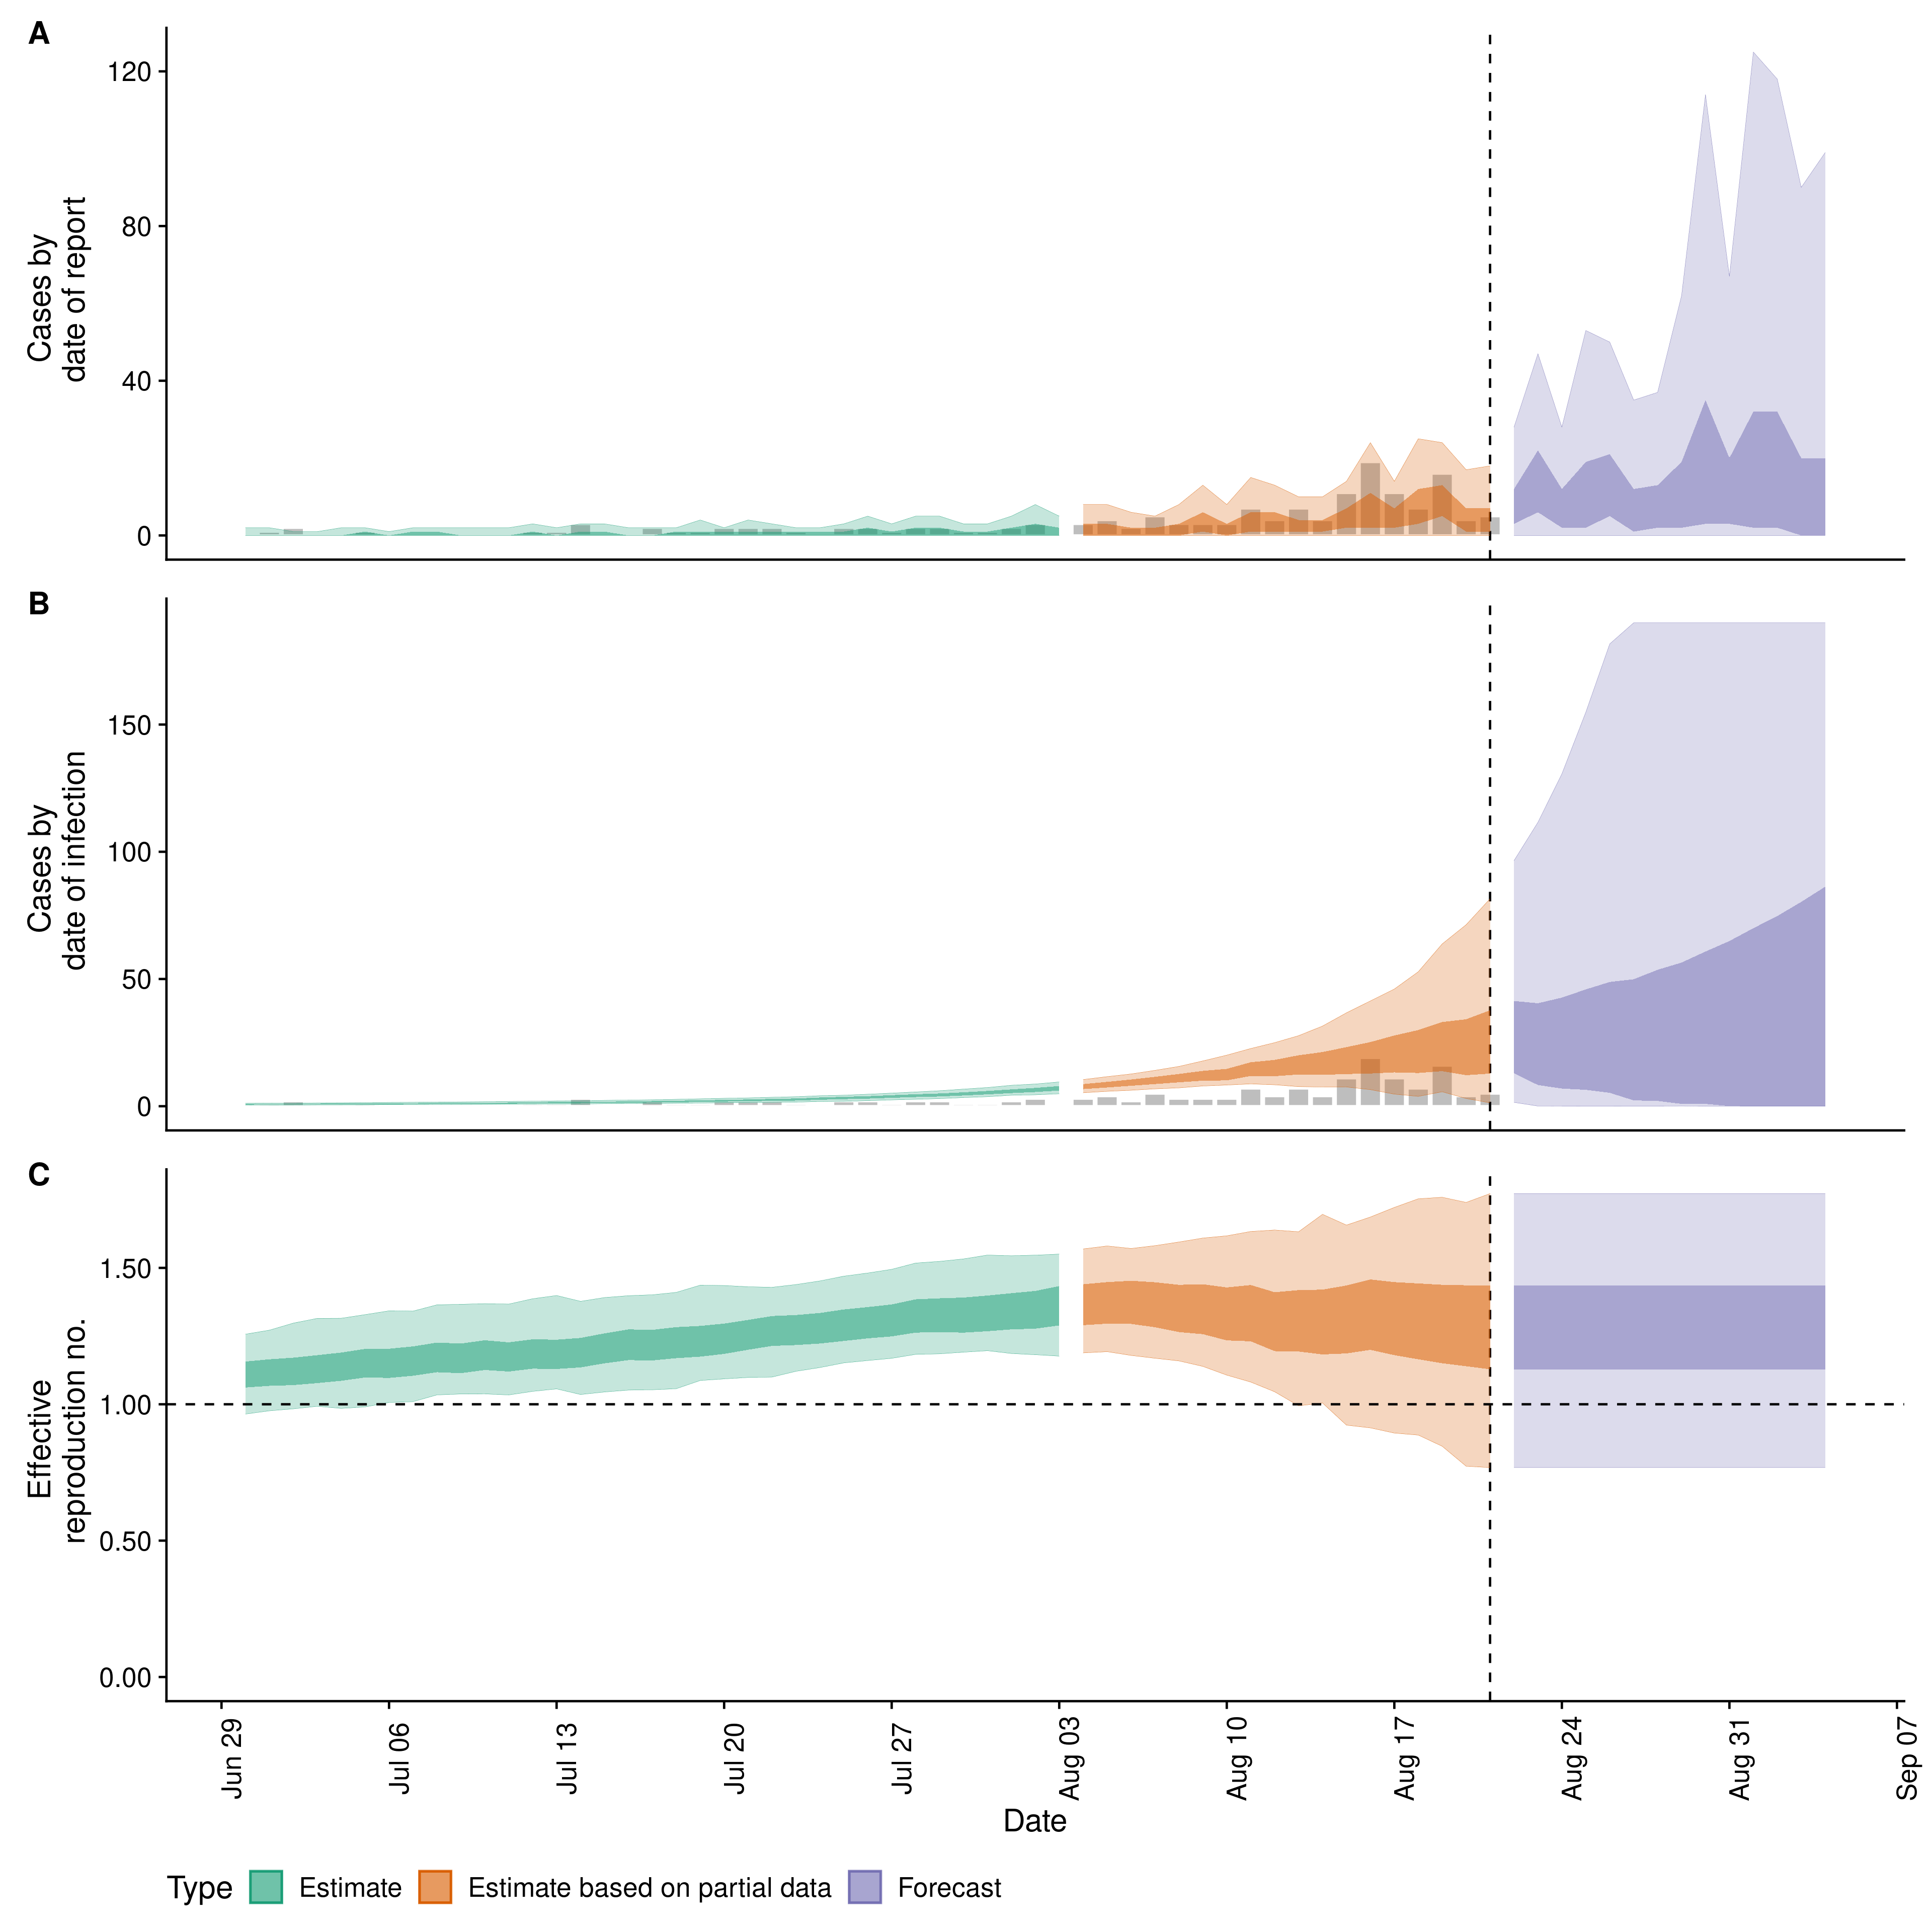 A
120
80
40
0
Cases by
date of report
B
150
100
50
0
Cases by
date of infection
C
1.50
1.00
0.50
0.00
Effective
reproduction no.
Jun 29
Jul 06
Jul 13
Jul 20
Jul 27
Aug 03
Aug 10
Aug 17
Aug 24
Aug 31
Sep 07
Date
Type Estimate Estimate based on partial data Forecast